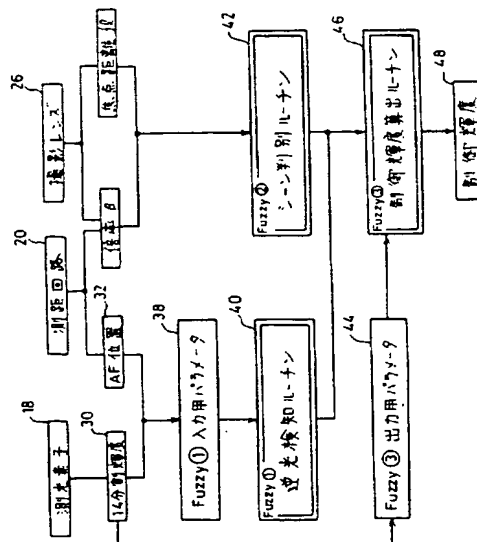 18
測光素子
20
測距回路
26
撮影レンズ
30
14分割輝度
32
AF位置
倍率β
焦点距離ℓ
38
Fuzzy① 入力用パラメータ
40
Fuzzy①
逆光検知ルーチン
42
Fuzzy②
シーン判別ルーチン
44
Fuzzy③ 出力用パラメータ
46
Fuzzy③
制御輝度算出ルーチン
48
制御輝度